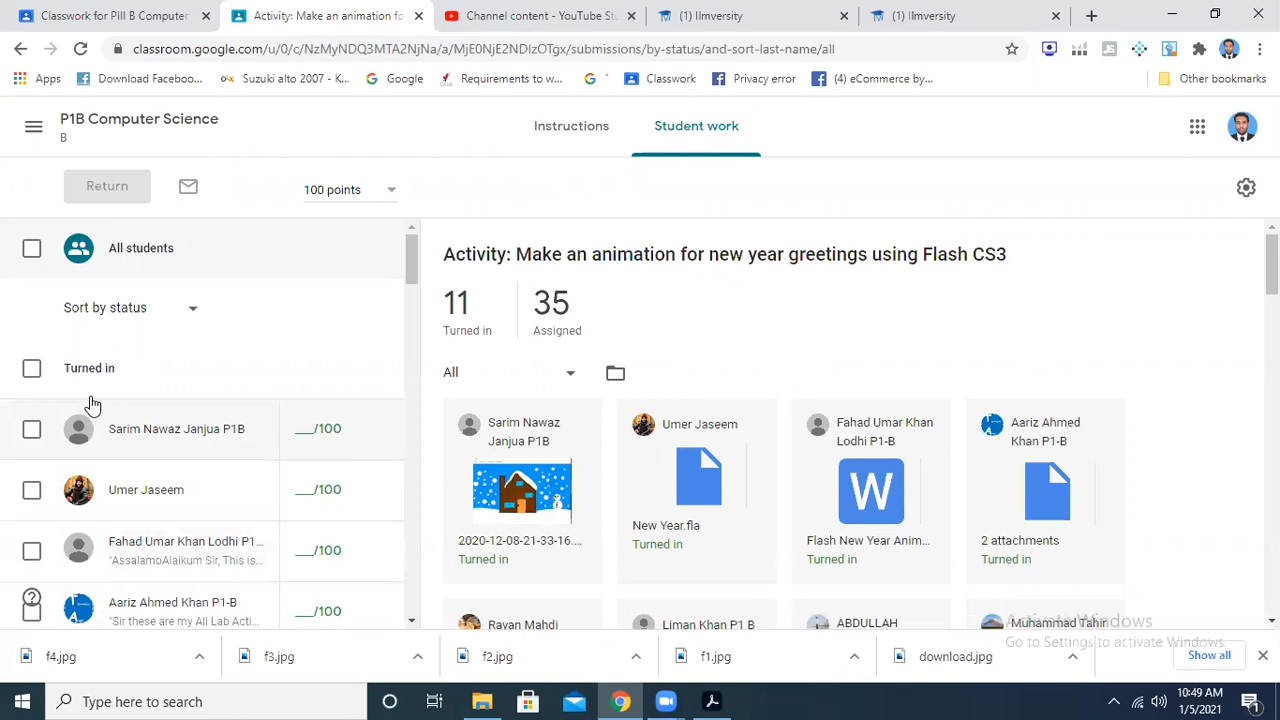 Classwork for PIII B Computer
Activity: Make an animation fo
Channel content - YouTube St
(1) Ilmversity
(1) Ilmversity
classroom.google.com/u/0/c/NzMyNDQ3MTA2NjNa/a/MjE0NjE2NDIzOTgx/submissions/by-status/and-sort-last-name/all
Apps
Download Faceboo...
Suzuki alto 2007 - K...
Google
Requirements to w...
Classwork
Privacy error
(4) eCommerce by...
Other bookmarks
P1B Computer Science
B
Instructions
Student work
Return
100 points
All students
Sort by status
Turned in
Sarim Nawaz Janjua P1B
__/100
Umer Jaseem
__/100
Fahad Umar Khan Lodhi P1...
"AssalamoAlaikum Sir, This is...
__/100
Aariz Ahmed Khan P1-B
"Sir these are my All Lab Acti...
__/100
Activity: Make an animation for new year greetings using Flash CS3
11
Turned in
35
Assigned
All
Sarim Nawaz
Janjua P1B
2020-12-08-21-33-16....
Turned in
Umer Jaseem
New Year.fla
Turned in
Fahad Umar Khan
Lodhi P1-B
W
Flash New Year Anim...
Turned in
Aariz Ahmed
Khan P1-B
2 attachments
Turned in
Rayan Mahdi
Liman Khan P1 B
ABDULLAH
Muhammad Tahir
Activate Windows
Go to Settings to activate Windows.
f4.jpg
f3.jpg
f2.jpg
f1.jpg
download.jpg
Show all
Type here to search
10:49 AM
1/5/2021
1